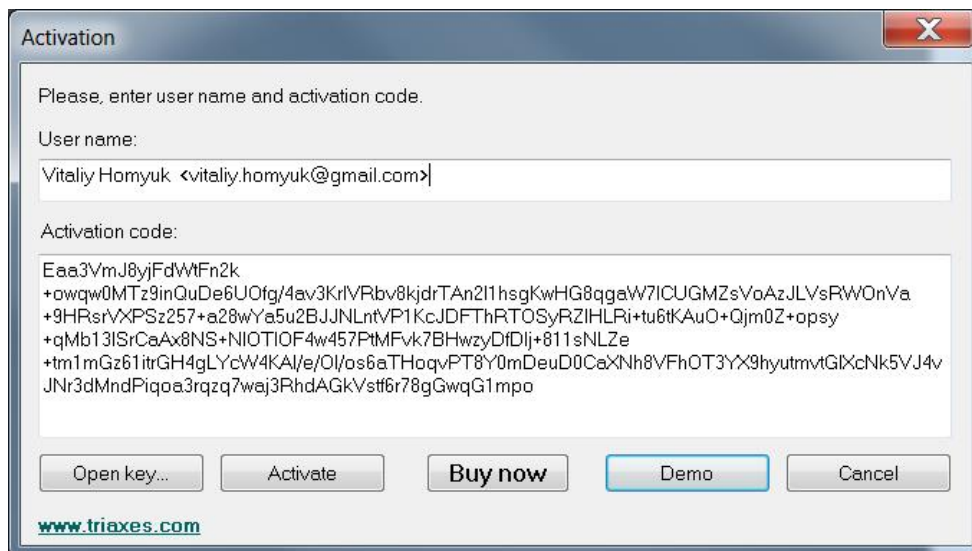 Activation
Please, enter user name and activation code.
User name:
Vitaliy Homyuk <vitaliy.homyuk@gmail.com>
Activation code:
Eaa3VmJ8yjFdWtFn2k
+owqw0MTz9inQuDe6UOfg/4av3KrlVRbv8kjdrTAn2l1hsgKwHG8qgaW7lCUGMZsVoAzJLVsRWOnVa
+9HRsrVXPSz257+a28wYa5u2BJJNLntVP1KcJDFThRTOSyRZlHLRi+tu6tKAuO+Qjm0Z+opsy
+qMb13lSrCaAx8NS+NlOTlOF4w457PtMFvk7BHwzyDfDlj+811sNLZe
+tm1mGz61itrGH4gLYcW4KAl/e/Ol/os6aTHoqvPT8Y0mDeuD0CaXNh8VFhOT3YX9hyutmvtGlXcNk5VJ4v
JNr3dMndPiqoa3rqzq7waj3RhdAGkVstf6r78gGwqG1mpo
Open key...
Activate
Buy now
Demo
Cancel
www.triaxes.com